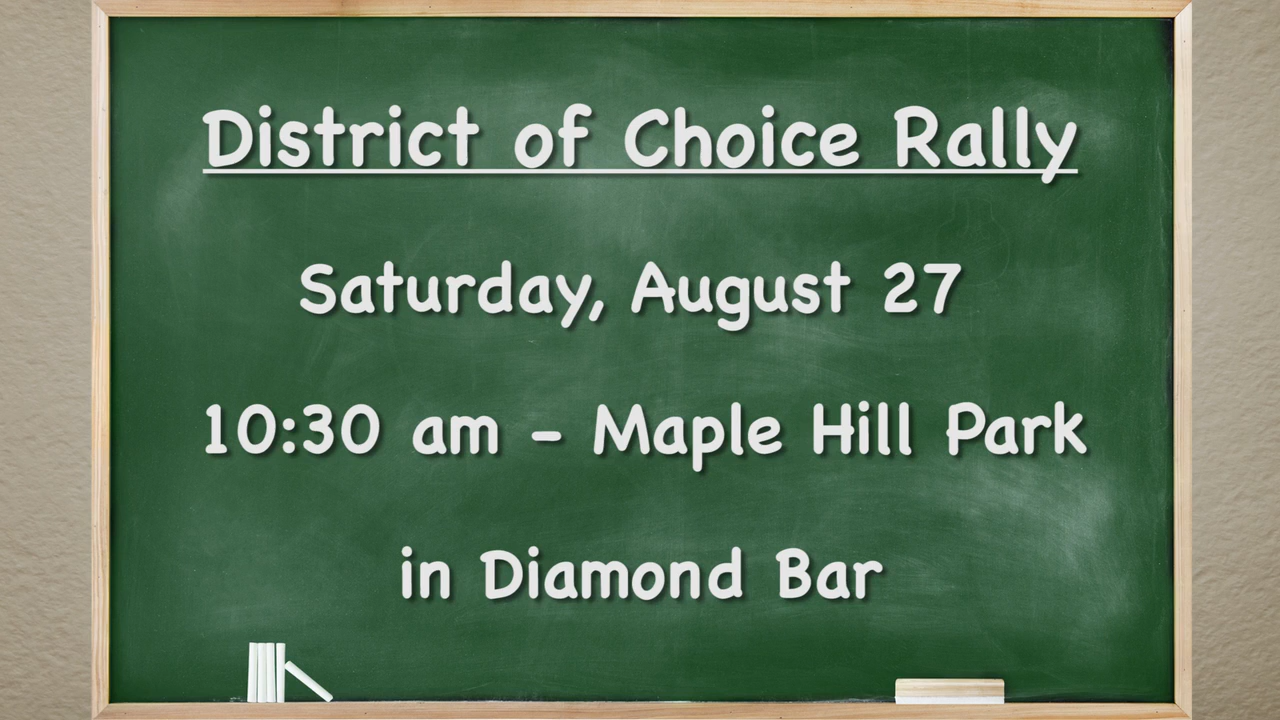 District of Choice Rally
Saturday, August 27
10:30 am - Maple Hill Park
in Diamond Bar